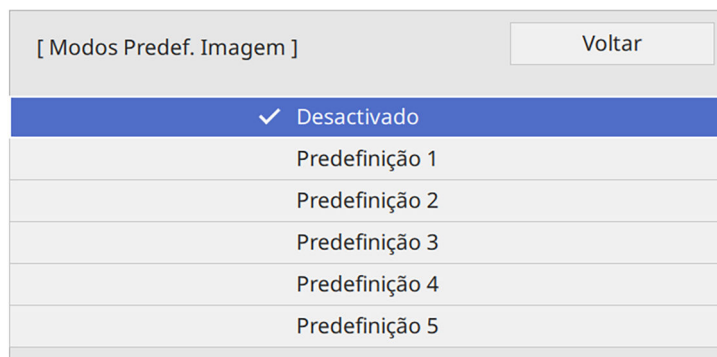 [ Modos Predef. Imagem ]
Voltar
Desactivado
Predefinição 1
Predefinição 2
Predefinição 3
Predefinição 4
Predefinição 5